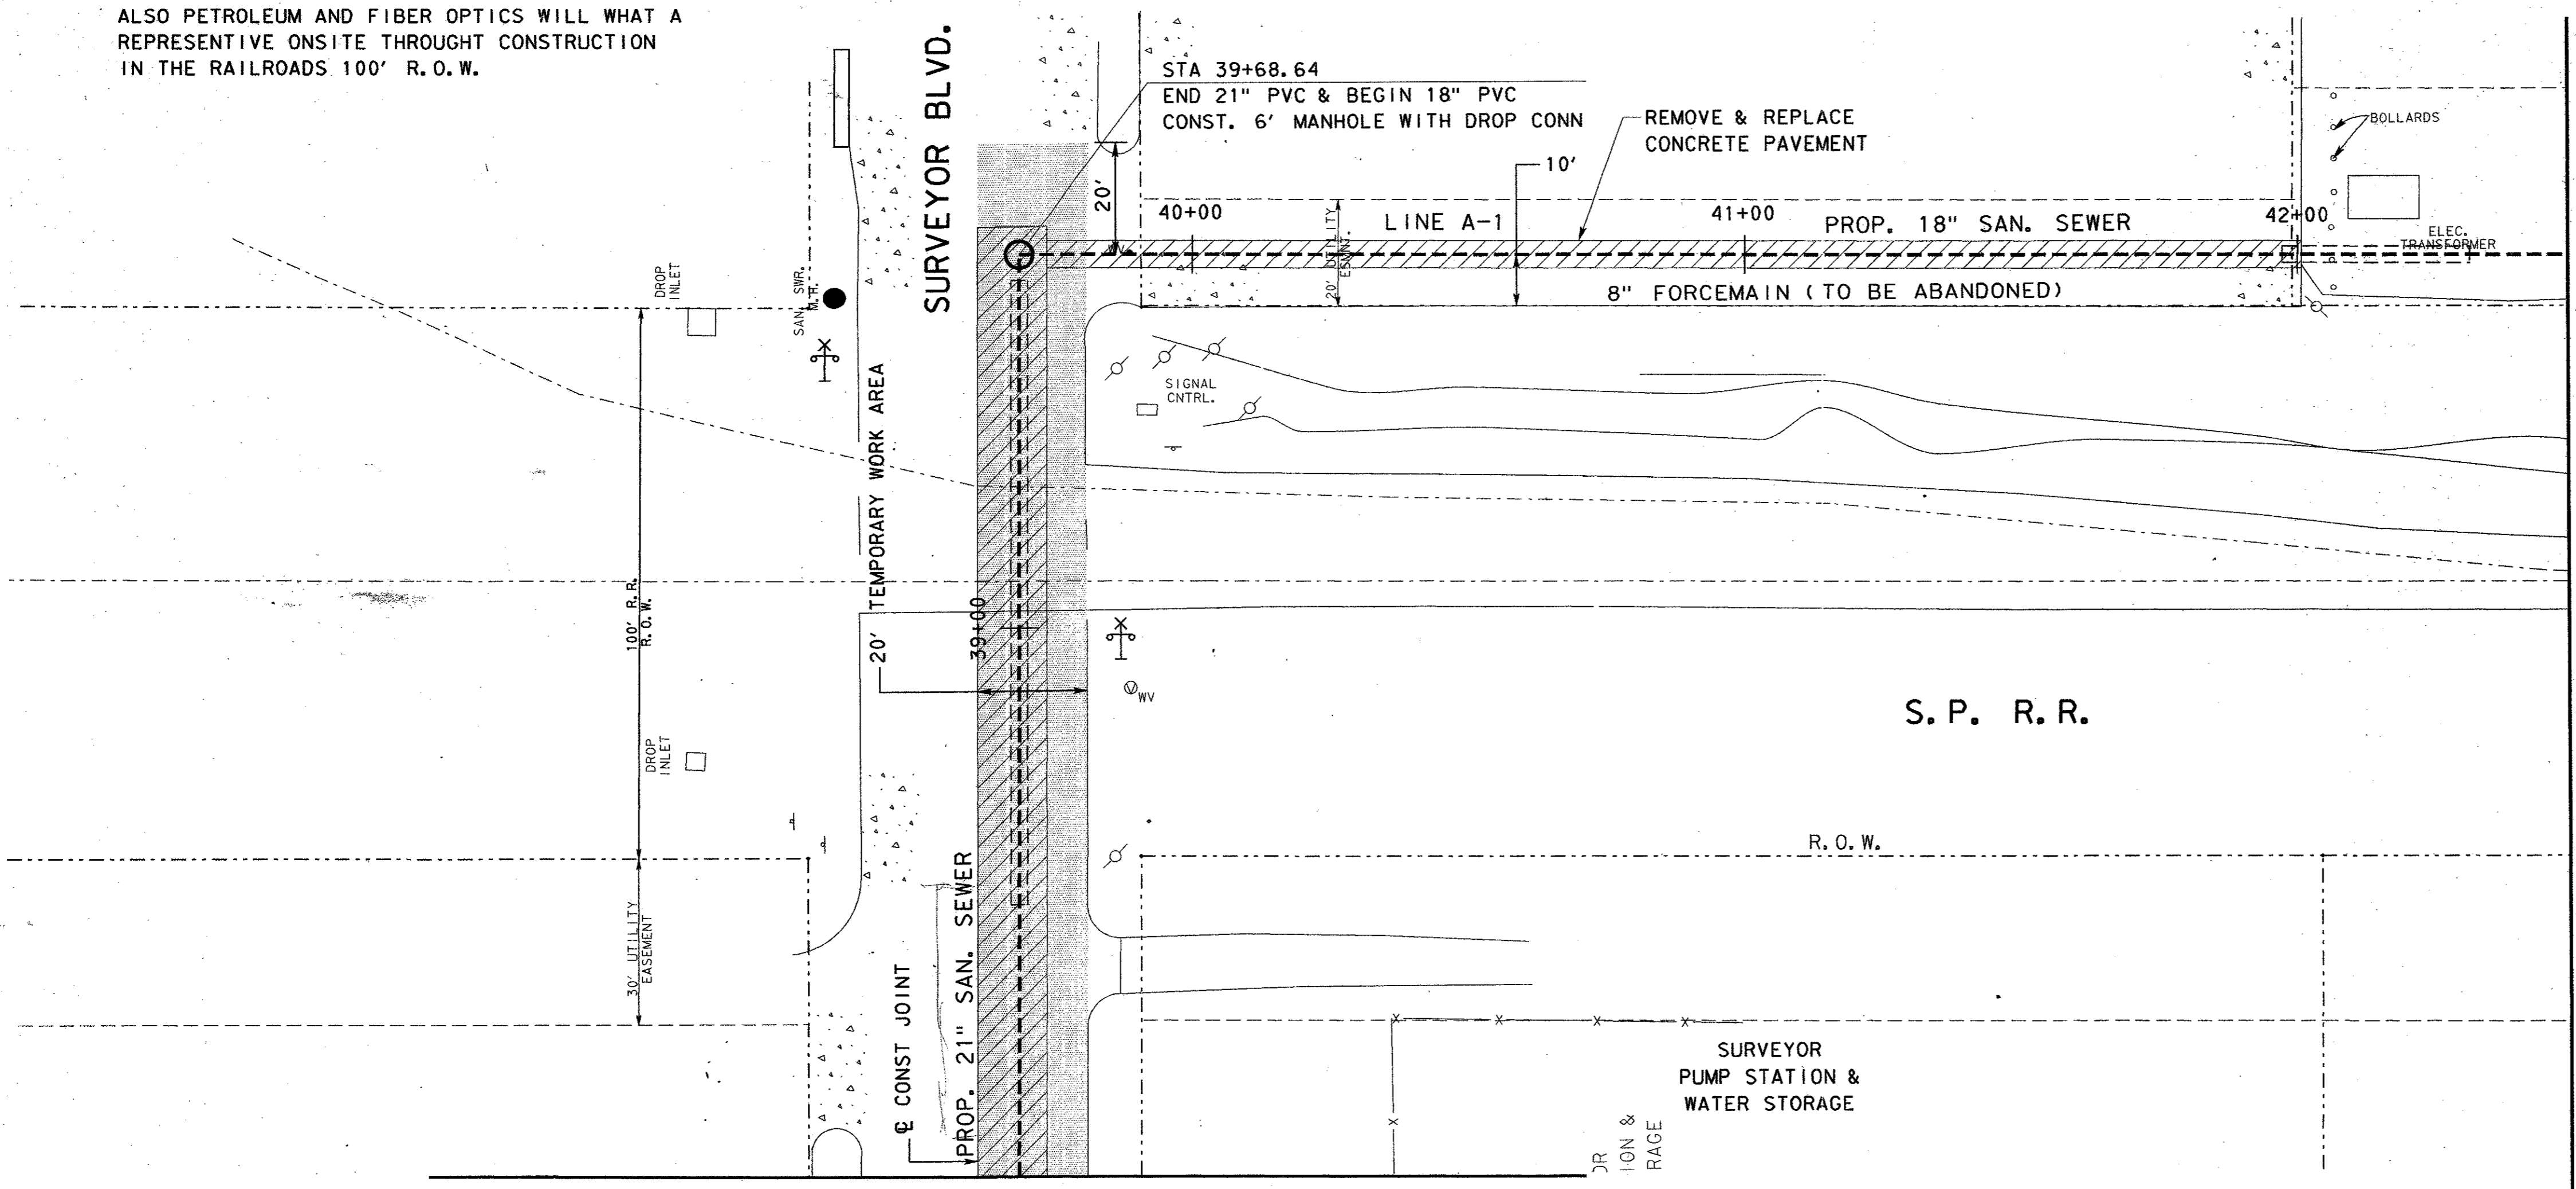 ALSO PETROLEUM AND FIBER OPTICS WILL WHAT A
REPRESENTIVE ONSITE THROUGHT CONSTRUCTION
IN THE RAILROADS 100' R.O.W.
SURVEYOR BLVD.
STA 39+68.64
END 21" PVC & BEGIN 18" PVC
CONST. 6' MANHOLE WITH DROP CONN
REMOVE & REPLACE
CONCRETE PAVEMENT
BOLLARDS
10'
20'
40+00
LINE A-1
41+00
PROP. 18" SAN. SEWER
42+00
ELEC.
TRANSFORMER
WV
20' UTILITY
ESMNT.
8" FORCEMAIN (TO BE ABANDONED)
DROP
INLET
SAN. SWR.
M.H.
SIGNAL
CNTRL.
20' TEMPORARY WORK AREA
39+00
100' R.R.
R.O.W.
WV
S.P. R.R.
DROP
INLET
R.O.W.
30' UTILITY
EASEMENT
℄ CONST JOINT
PROP. 21" SAN. SEWER
SURVEYOR
PUMP STATION &
WATER STORAGE
OR
ION &
RAGE